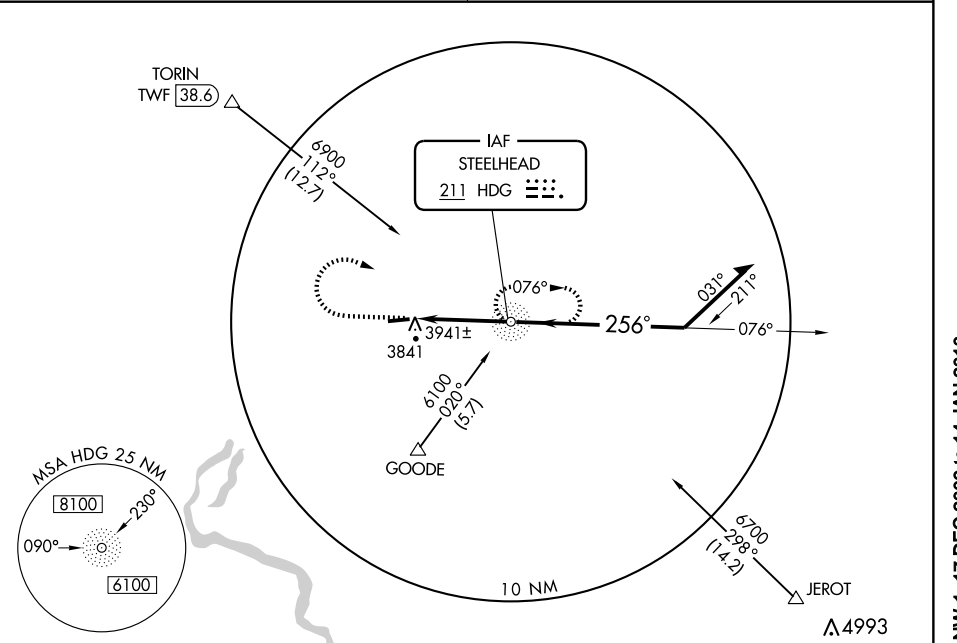 TORIN
TWF 38.6
6900
112°
(12.7)
IAF
STEELHEAD
211 HDG
076°
031°
211°
256°
076°
3941±
3841
6100
020°
(5.7)
GOODE
MSA HDG 25 NM
8100
230°
090°
6100
10 NM
6700
298°
(14.2)
JEROT
4993